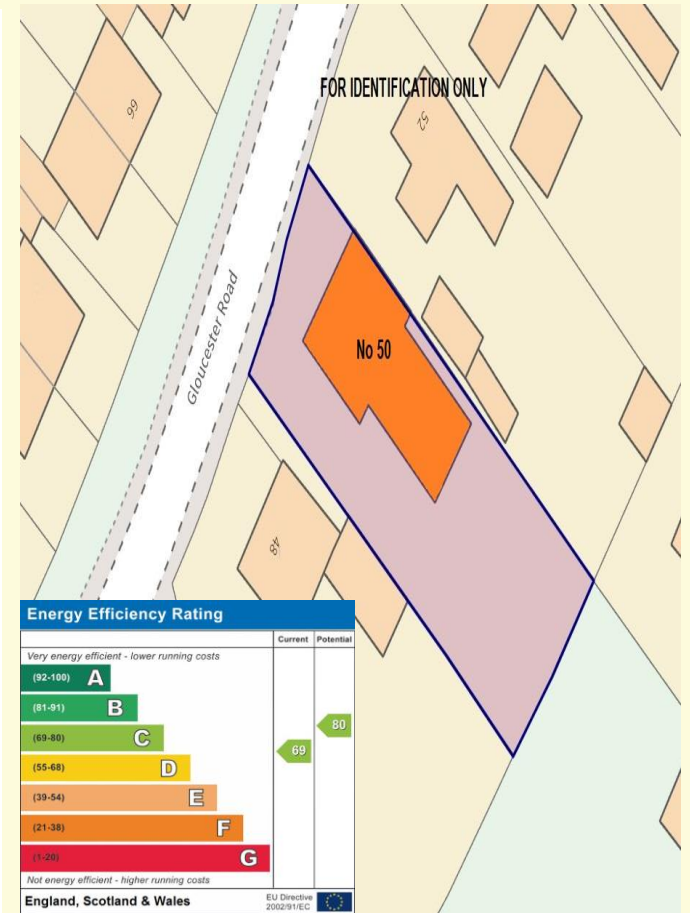 FOR IDENTIFICATION ONLY
66
52
Gloucester Road
No 50
48
Energy Efficiency Rating
Current Potential
Very energy efficient - lower running costs
(92-100) A
(81-91) B
80
(69-80) C
69
(55-68) D
(39-54) E
(21-38) F
(1-20) G
Not energy efficient - higher running costs
England, Scotland & Wales
EU Directive
2002/91/EC